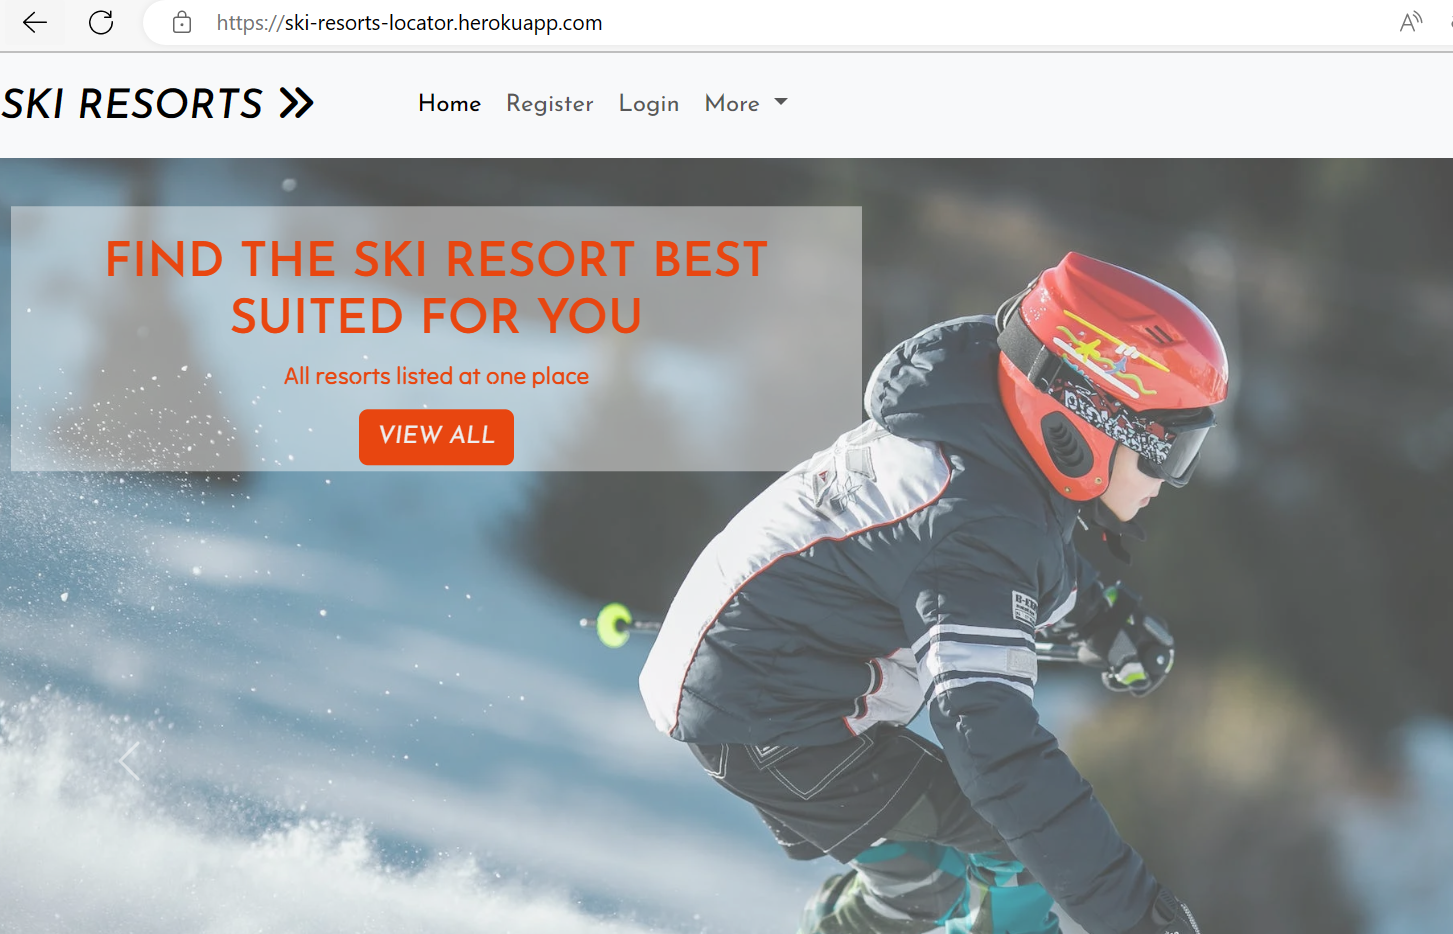 https://ski-resorts-locator.herokuapp.com
SKI RESORTS
Home Register Login More
FIND THE SKI RESORT BEST
SUITED FOR YOU
All resorts listed at one place
VIEW ALL